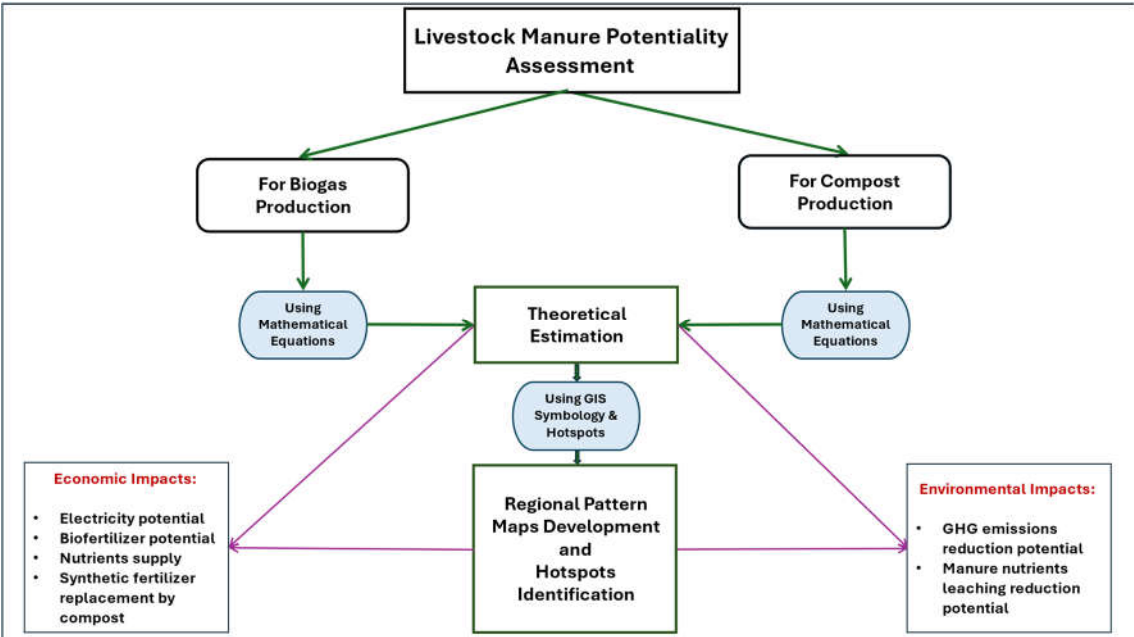 Livestock Manure Potentiality
Assessment
For Biogas
Production
For Compost
Production
Using
Mathematical
Equations
Theoretical
Estimation
Using
Mathematical
Equations
Using GIS
Symbology &
Hotspots
Economic Impacts:
• Electricity potential
• Biofertilizer potential
• Nutrients supply
• Synthetic fertilizer
replacement by
compost
Regional Pattern
Maps Development
and
Hotspots
Identification
Environmental Impacts:
• GHG emissions
reduction potential
• Manure nutrients
leaching reduction
potential